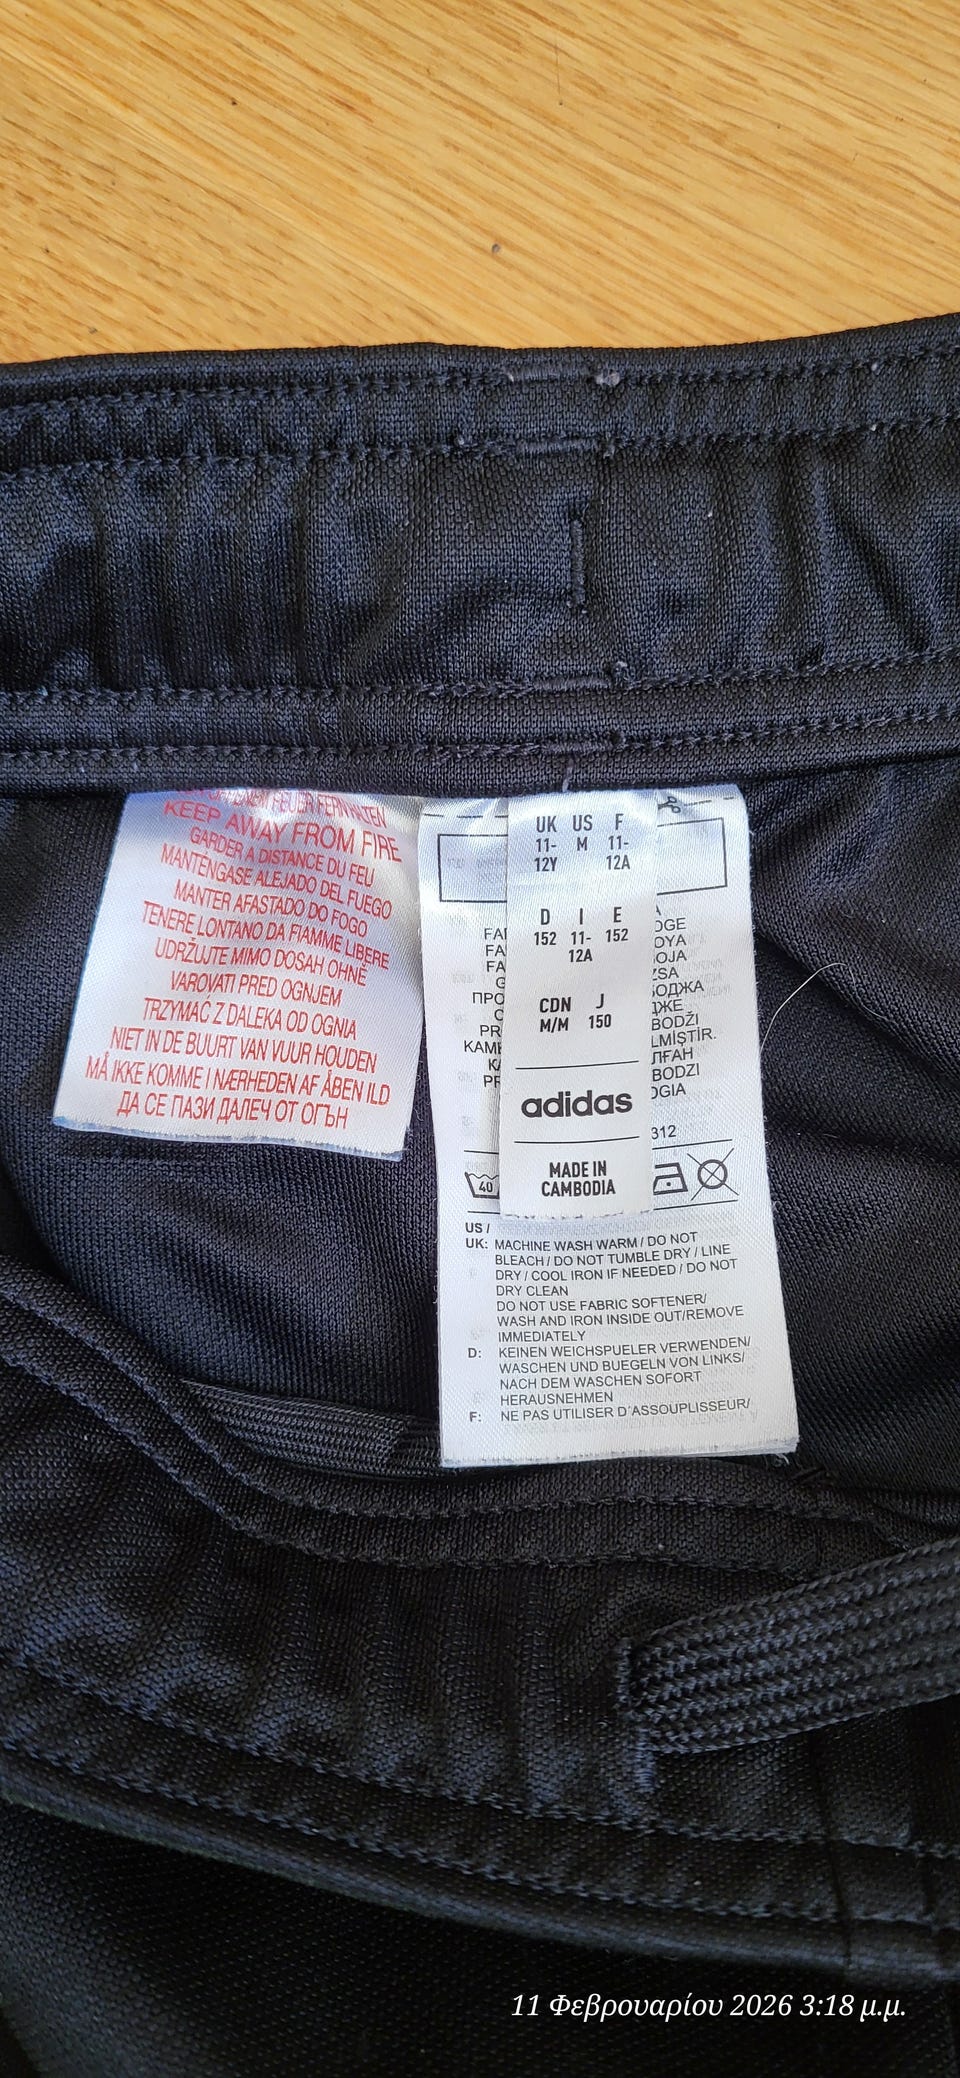 KEEP AWAY FROM FIRE
GARDER A DISTANCE DU FEU
MANTÉNGASE ALEJADO DEL FUEGO
MANTER AFASTADO DO FOGO
TENERE LONTANO DA FIAMME LIBERE
UDRŽUJTE MIMO DOSAH OHNĚ
VAROVATI PRED OGNJEM
TRZYMAĆ Z DALEKA OD OGNIA
NIET IN DE BUURT VAN VUUR HOUDEN
MÅ IKKE KOMME I NÆRHEDEN AF ÅBEN ILD
ДА СЕ ПАЗИ ДАЛЕЧ ОТ ОГЪН
UK US F
11- M 11-
12Y 12A
D I E
152 11- 152
12A
CDN J
M/M 150
adidas
MADE IN
CAMBODIA
312
40
US /
UK: MACHINE WASH WARM / DO NOT
BLEACH / DO NOT TUMBLE DRY / LINE
DRY / COOL IRON IF NEEDED / DO NOT
DRY CLEAN
DO NOT USE FABRIC SOFTENER/
WASH AND IRON INSIDE OUT/REMOVE
IMMEDIATELY
D: KEINEN WEICHSPUELER VERWENDEN/
WASCHEN UND BUEGELN VON LINKS/
NACH DEM WASCHEN SOFORT
HERAUSNEHMEN
F: NE PAS UTILISER D'ASSOUPLISSEUR/
11 Φεβρουαρίου 2026 3:18 μ.μ.